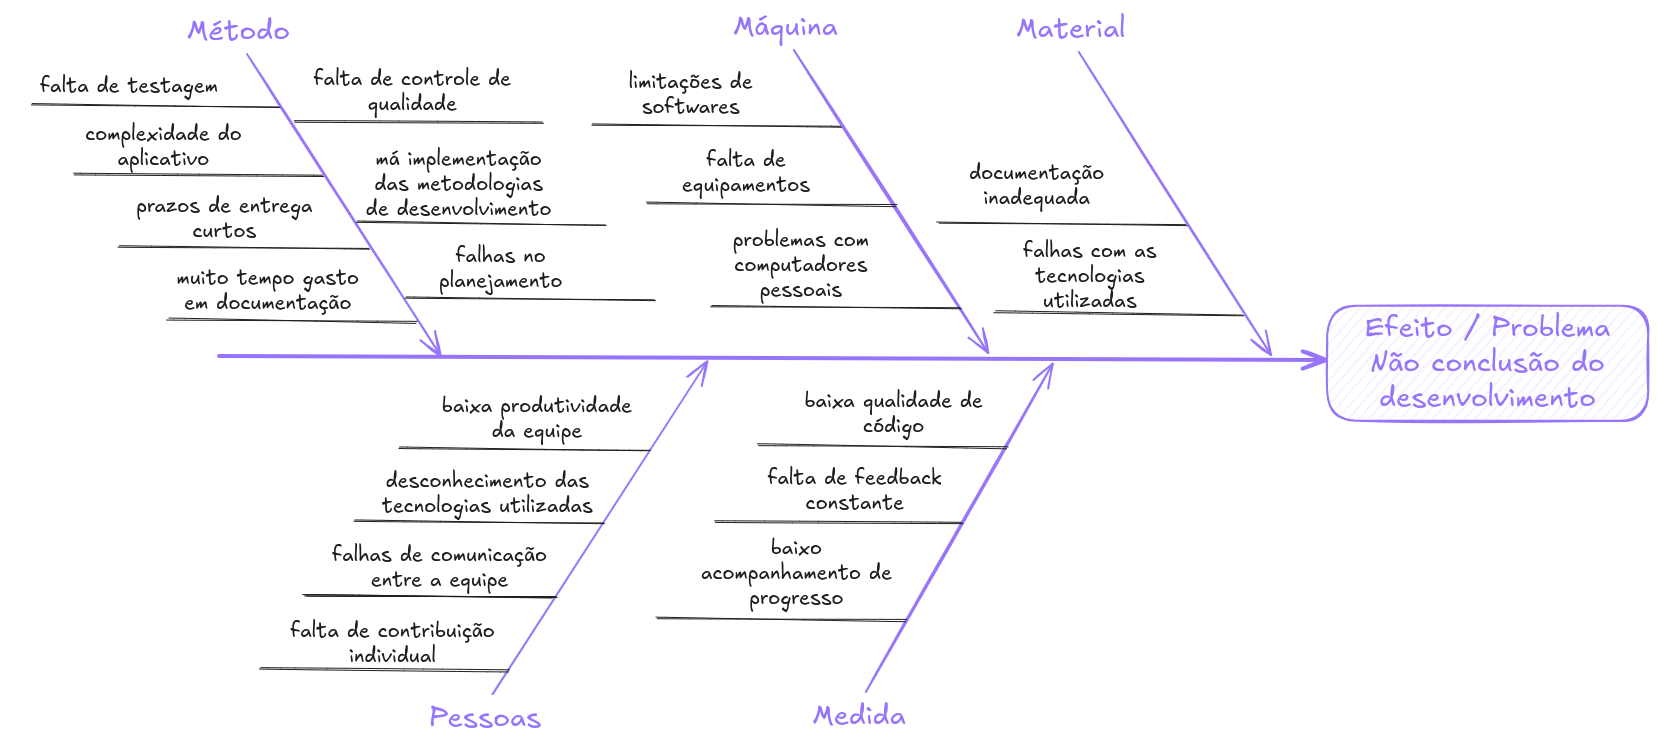 Método
falta de testagem
complexidade do
aplicativo
prazos de entrega
curtos
muito tempo gasto
em documentação
falta de controle de
qualidade
má implementação
das metodologias
de desenvolvimento
falhas no
planejamento
Máquina
limitações de
softwares
falta de
equipamentos
problemas com
computadores
pessoais
Material
documentação
inadequada
falhas com as
tecnologias
utilizadas
Efeito / Problema
Não conclusão do
desenvolvimento
baixa produtividade
da equipe
desconhecimento das
tecnologias utilizadas
falhas de comunicação
entre a equipe
falta de contribuição
individual
Pessoas
baixa qualidade de
código
falta de feedback
constante
baixo
acompanhamento de
progresso
Medida